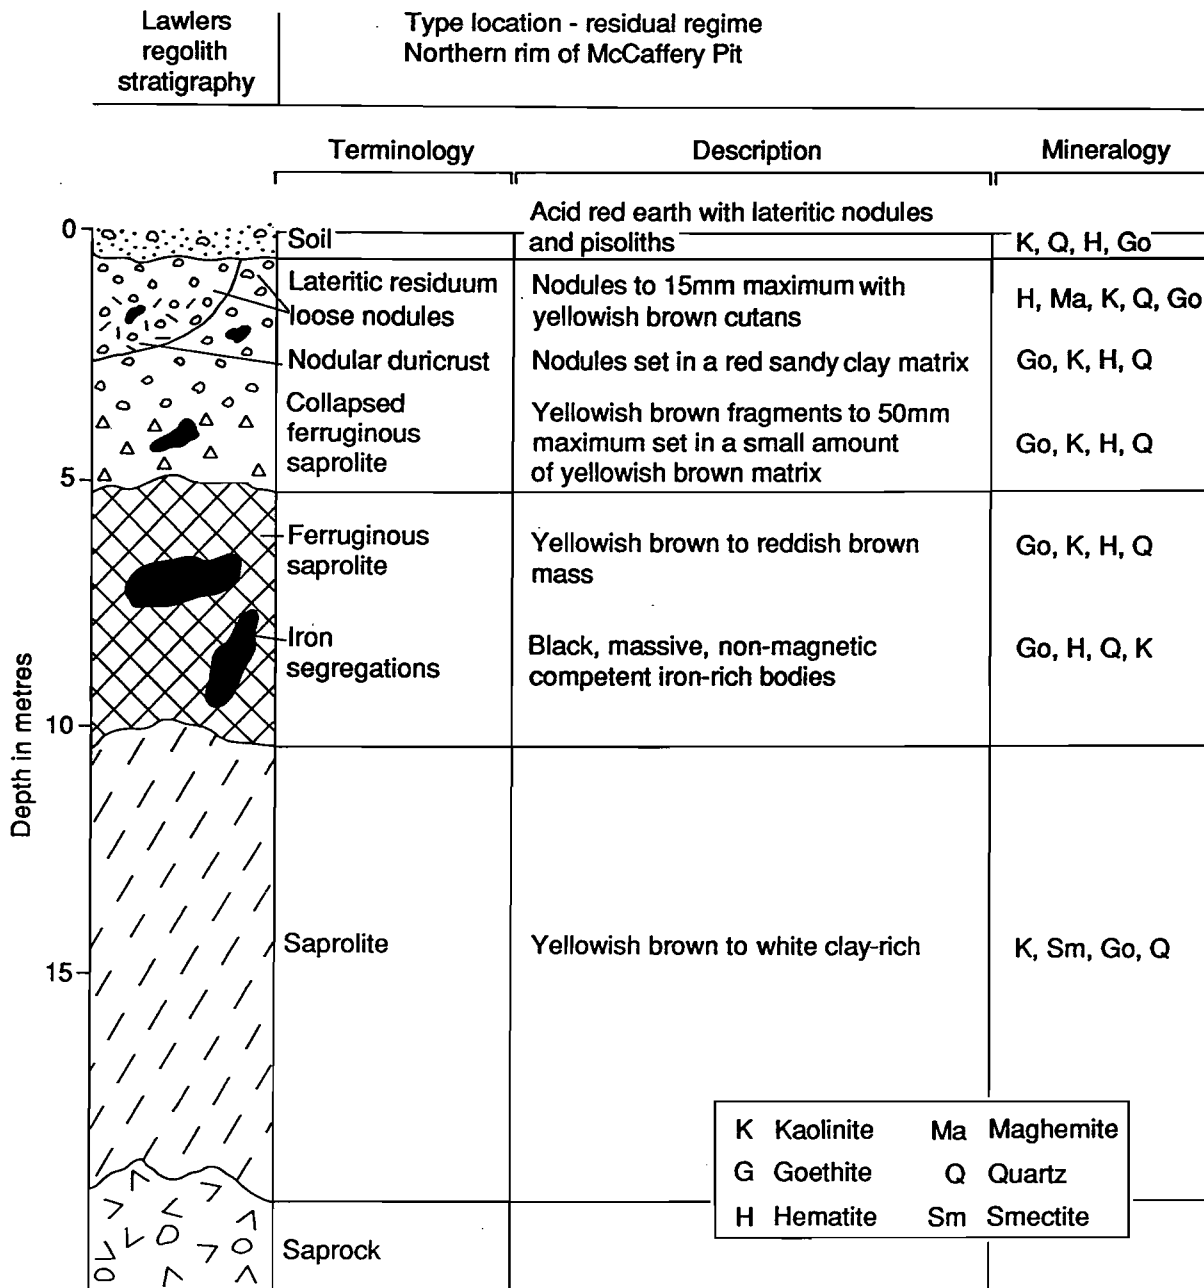 Lawlers
regolith
stratigraphy
Type location - residual regime
Northern rim of McCaffery Pit
Terminology
Description
Mineralogy
0
Soil
Acid red earth with lateritic nodules
and pisoliths
K, Q, H, Go
Lateritic residuum
loose nodules
Nodules to 15mm maximum with
yellowish brown cutans
H, Ma, K, Q, Go
Nodular duricrust
Nodules set in a red sandy clay matrix
Go, K, H, Q
Collapsed
ferruginous
saprolite
Yellowish brown fragments to 50mm
maximum set in a small amount
of yellowish brown matrix
Go, K, H, Q
5
Ferruginous
saprolite
Yellowish brown to reddish brown
mass
Go, K, H, Q
Iron
segregations
Black, massive, non-magnetic
competent iron-rich bodies
Go, H, Q, K
10
Depth in metres
Saprolite
Yellowish brown to white clay-rich
K, Sm, Go, Q
15
K Kaolinite Ma Maghemite
G Goethite Q Quartz
H Hematite Sm Smectite
Saprock